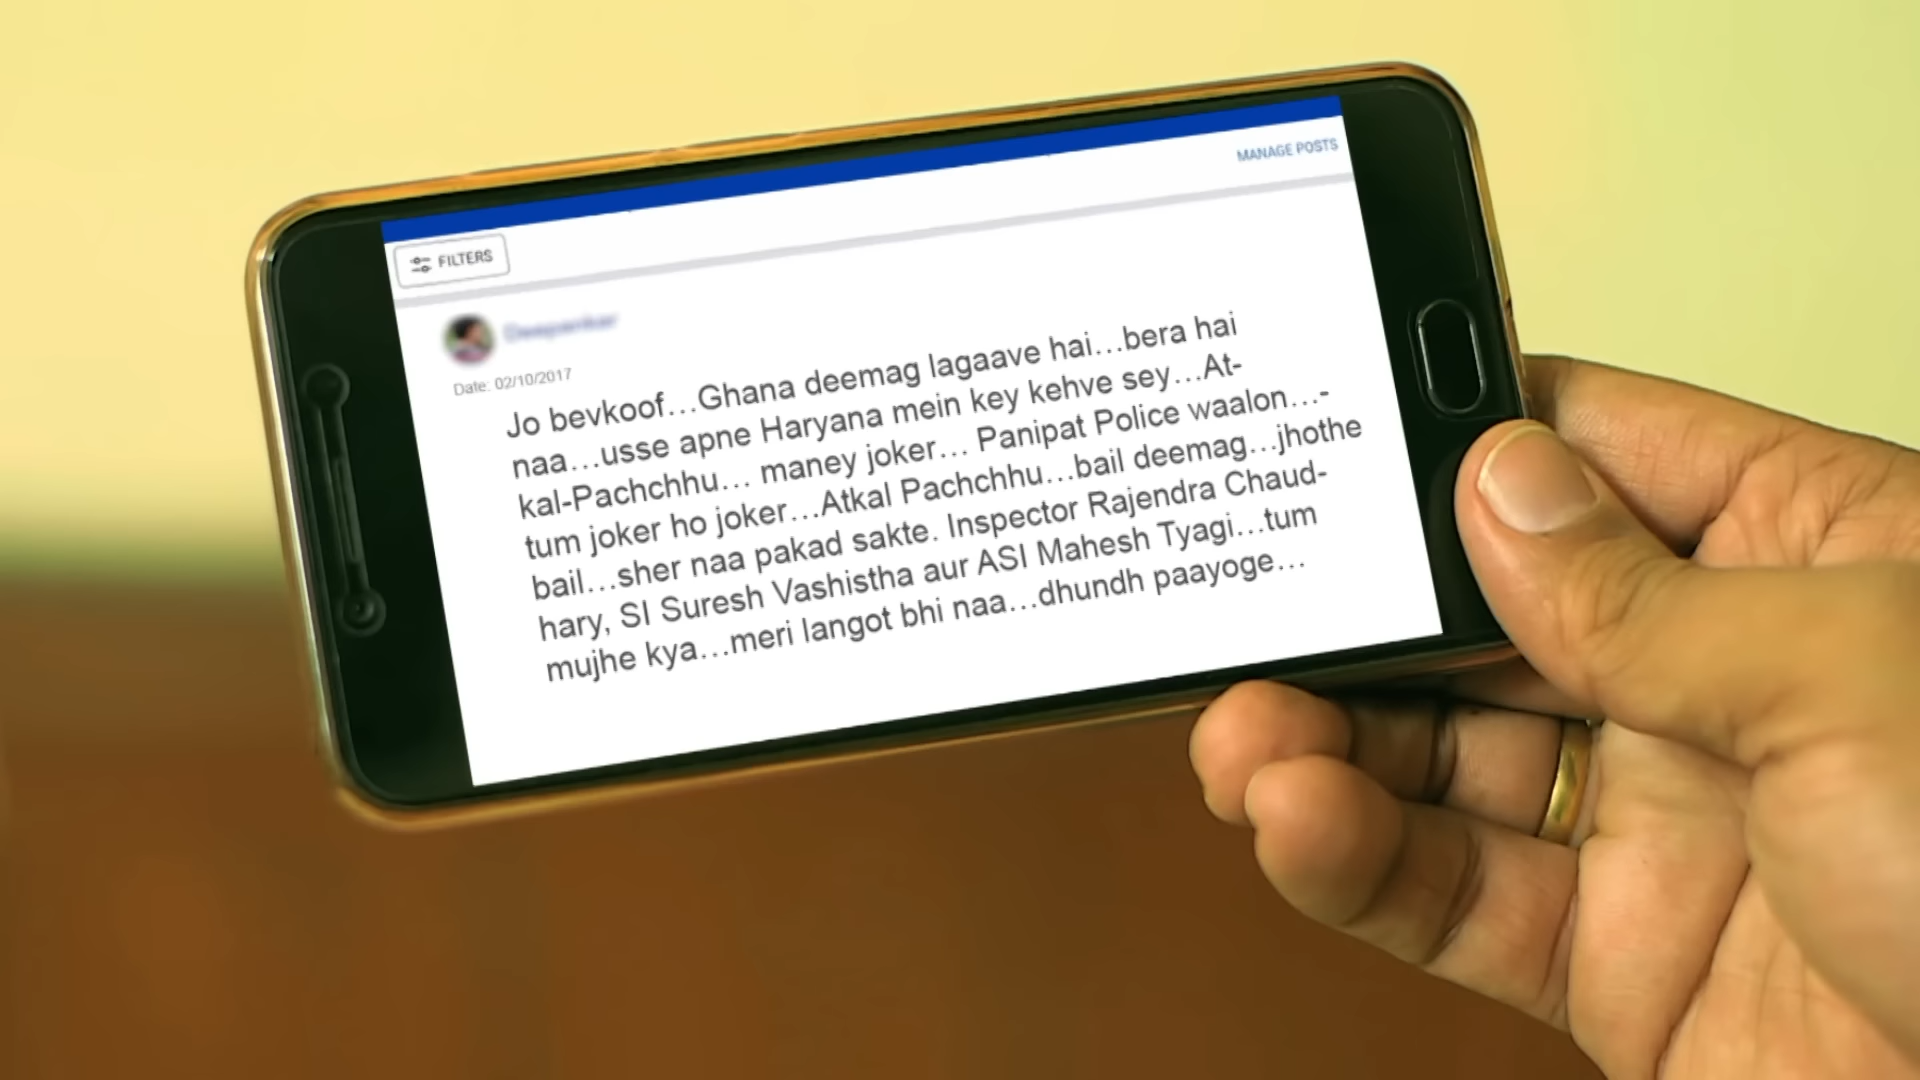 MANAGE POSTS
FILTERS
Date: 02/10/2017
Jo bevkoof...Ghana deemag lagaave hai...bera hai
naa...usse apne Haryana mein key kehve sey...At-
kal-Pachchhu... maney joker... Panipat Police waalon...-
tum joker ho joker...Atkal Pachchhu...bail deemag...jhothe
bail...sher naa pakad sakte. Inspector Rajendra Chaud-
hary, SI Suresh Vashistha aur ASI Mahesh Tyagi...tum
mujhe kya...meri langot bhi naa...dhundh paayoge...